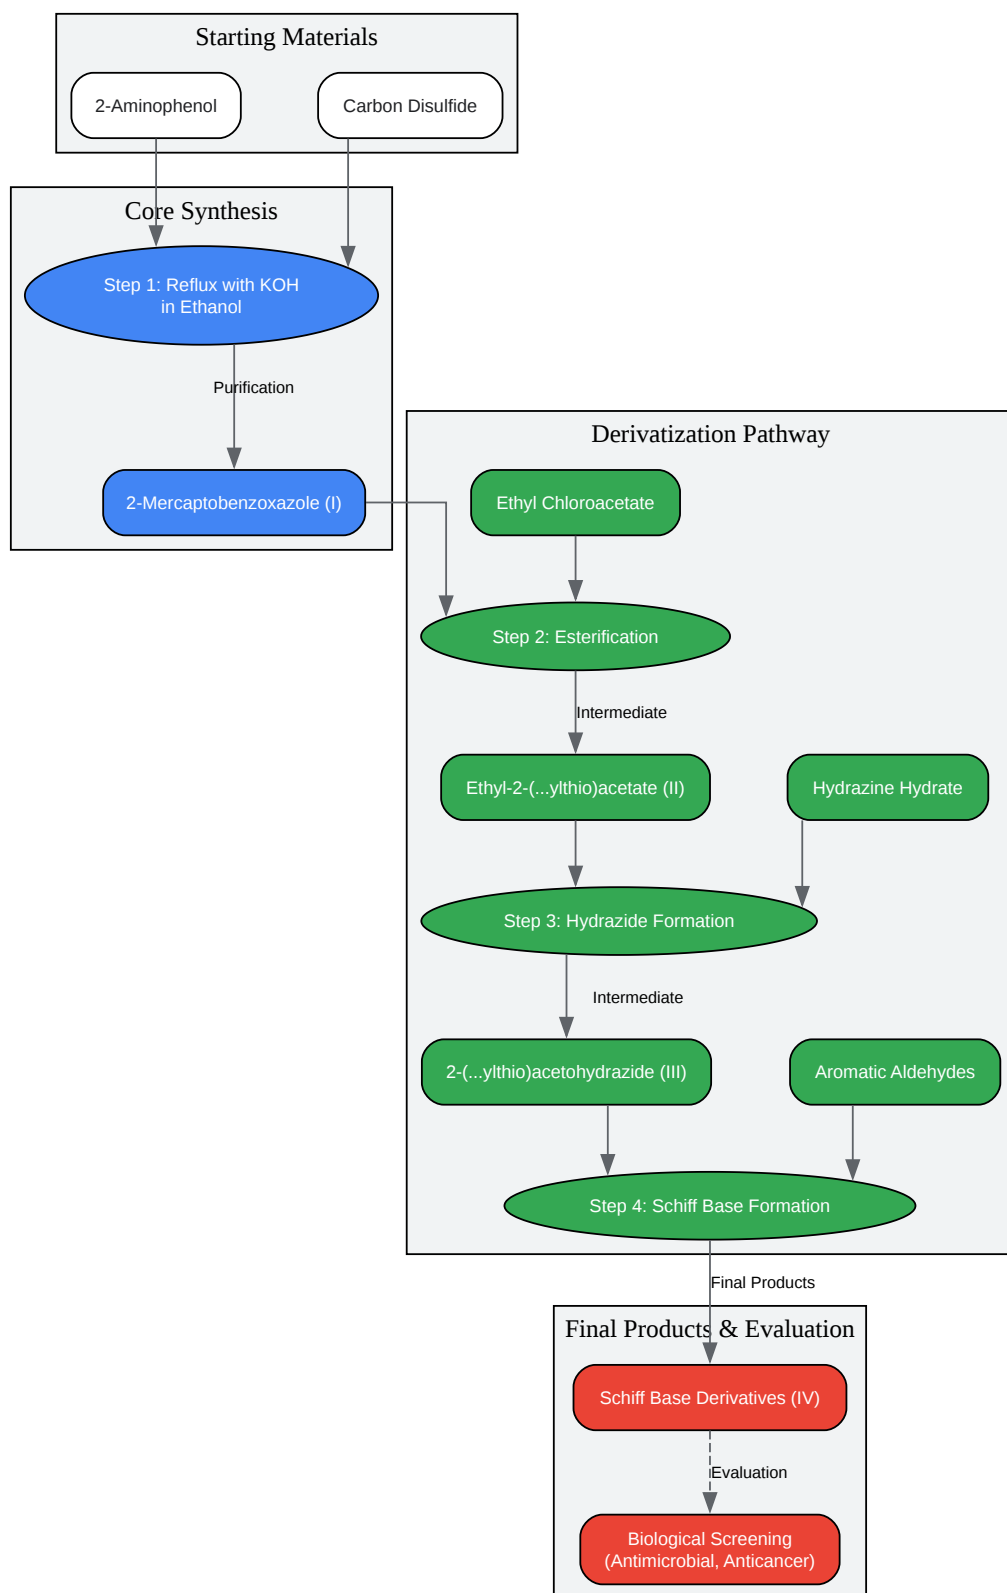 Starting Materials
2-Aminophenol
Carbon Disulfide
Core Synthesis
Step 1: Reflux with KOH
in Ethanol
Purification
2-Mercaptobenzoxazole (I)
Derivatization Pathway
Ethyl Chloroacetate
Step 2: Esterification
Intermediate
Ethyl-2-(...ylthio)acetate (II)
Hydrazine Hydrate
Step 3: Hydrazide Formation
Intermediate
2-(...ylthio)acetohydrazide (III)
Aromatic Aldehydes
Step 4: Schiff Base Formation
Final Products
Final Products & Evaluation
Schiff Base Derivatives (IV)
Evaluation
Biological Screening
(Antimicrobial, Anticancer)